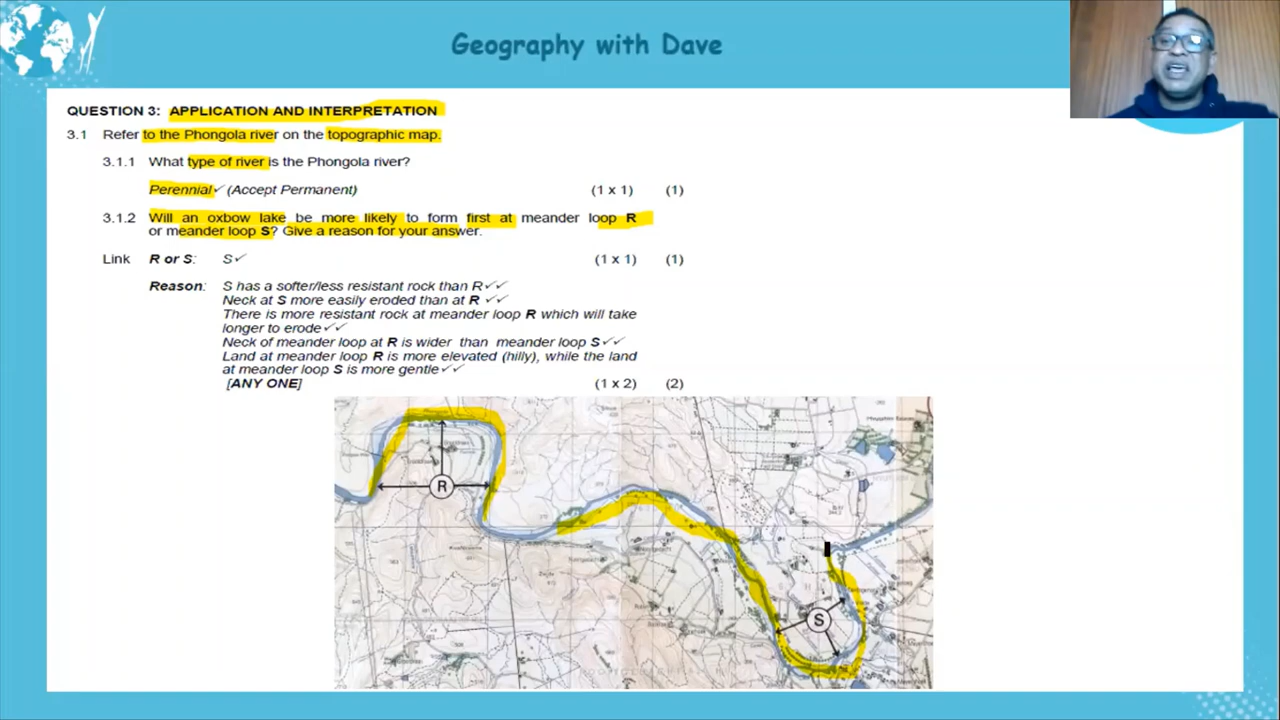 Geography with Dave
QUESTION 3: APPLICATION AND INTERPRETATION
3.1 Refer to the Phongola river on the topographic map.
3.1.1 What type of river is the Phongola river?
Perennial✓ (Accept Permanent) (1 x 1) (1)
3.1.2 Will an oxbow lake be more likely to form first at meander loop R
or meander loop S? Give a reason for your answer.
Link R or S: S✓ (1 x 1) (1)
Reason: S has a softer/less resistant rock than R✓✓
Neck at S more easily eroded than at R ✓✓
There is more resistant rock at meander loop R which will take
longer to erode✓✓
Neck of meander loop at R is wider than meander loop S✓✓
Land at meander loop R is more elevated (hilly), while the land
at meander loop S is more gentle✓✓
[ANY ONE] (1 x 2) (2)
R
S